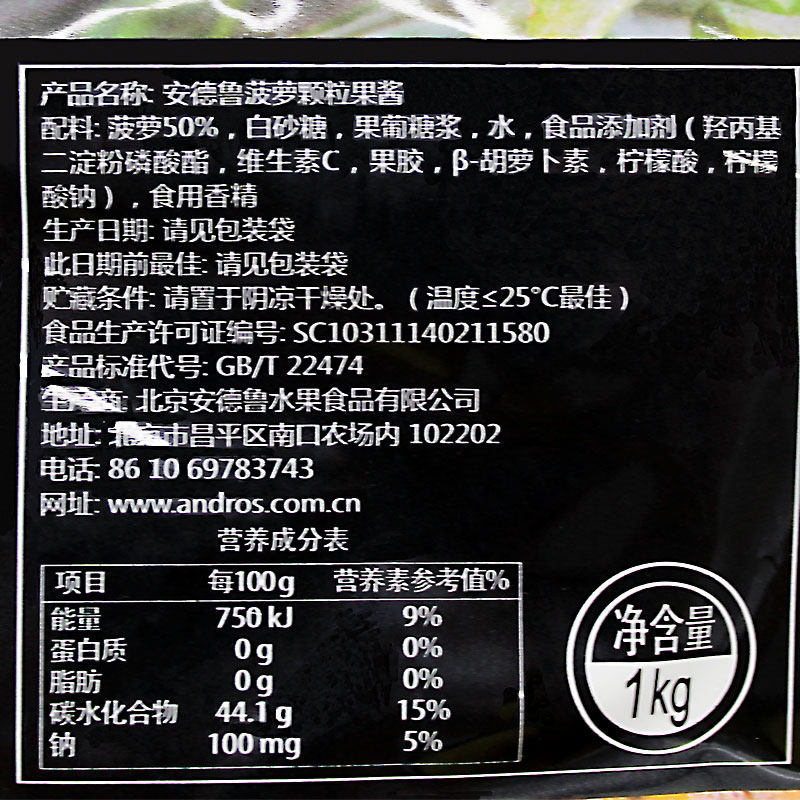 产品名称: 安德鲁菠萝颗粒果酱
配料: 菠萝50%，白砂糖，果葡糖浆，水，食品添加剂（羟丙基
二淀粉磷酸酯，维生素C，果胶，β-胡萝卜素，柠檬酸，柠檬
酸钠），食用香精
生产日期: 请见包装袋
此日期前最佳: 请见包装袋
贮藏条件: 请置于阴凉干燥处。（温度≤25℃最佳）
食品生产许可证编号: SC10311140211580
产品标准代号: GB/T 22474
生产商: 北京安德鲁水果食品有限公司
地址: 北京市昌平区南口农场内 102202
电话: 86 10 69783743
网址: www.andros.com.cn
营养成分表
项目 每100g 营养素参考值%
能量 750 kJ 9%
蛋白质 0 g 0%
脂肪 0 g 0%
碳水化合物 44.1 g 15%
钠 100 mg 5%
净含量
1kg